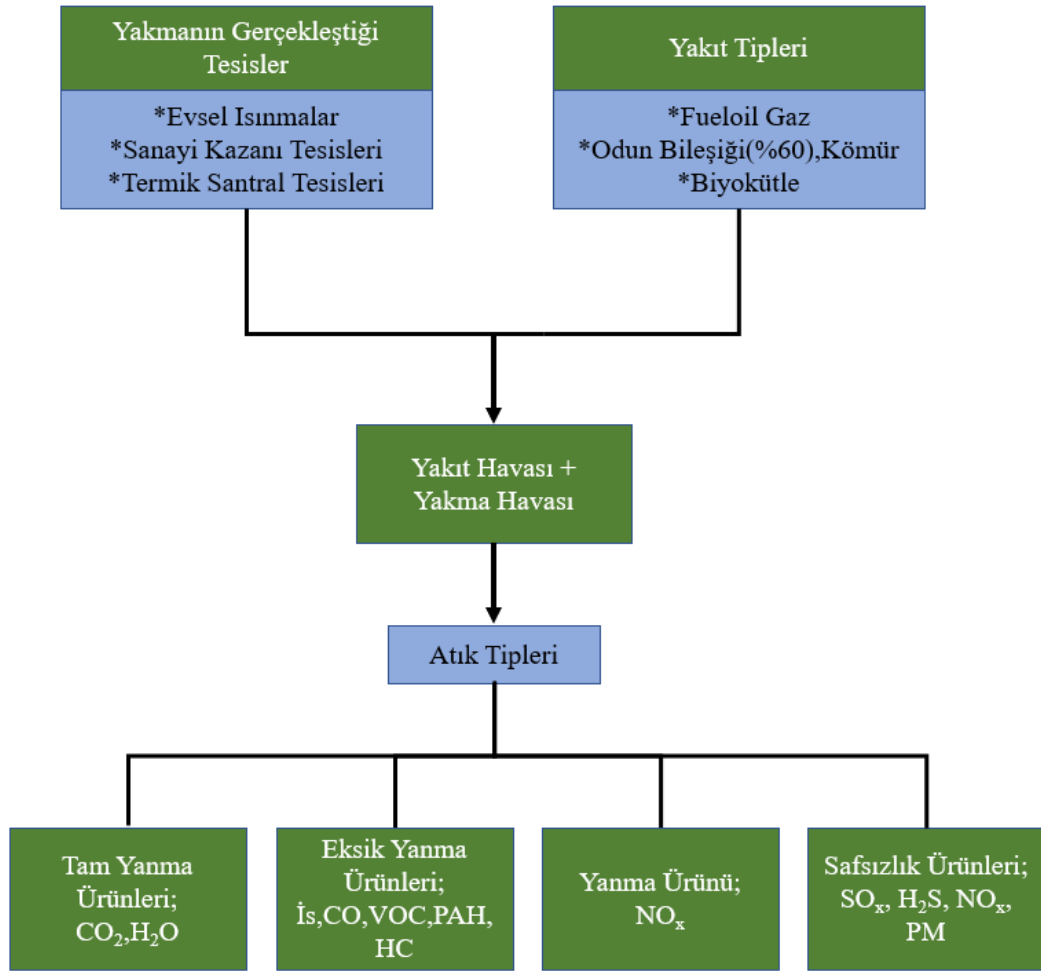 Yakmanın Gerçekleştiği
Tesisler
*Evsel Isınmalar
*Sanayi Kazanı Tesisleri
*Termik Santral Tesisleri
Yakıt Tipleri
*Fueloil Gaz
*Odun Bileşiği(%60),Kömür
*Biyokütle
Yakıt Havası +
Yakma Havası
Atık Tipleri
Tam Yanma
Ürünleri;
CO₂,H₂O
Eksik Yanma
Ürünleri;
İs,CO,VOC,PAH,
HC
Yanma Ürünü;
NOₓ
Safsızlık Ürünleri;
SOₓ, H₂S, NOₓ,
PM